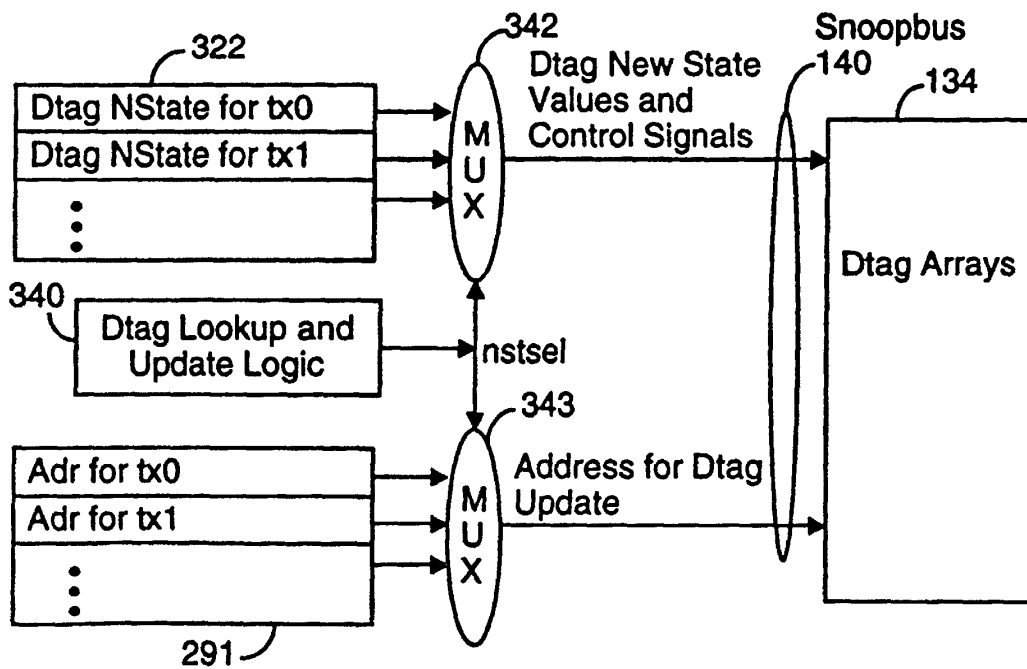 322
342
Snoopbus
140
134
Dtag New State
Values and
Control Signals
Dtag NState for tx0
Dtag NState for tx1
M
U
X
Dtag Arrays
340
Dtag Lookup and
Update Logic
nstsel
343
Adr for tx0
Adr for tx1
M
U
X
Address for Dtag
Update
291